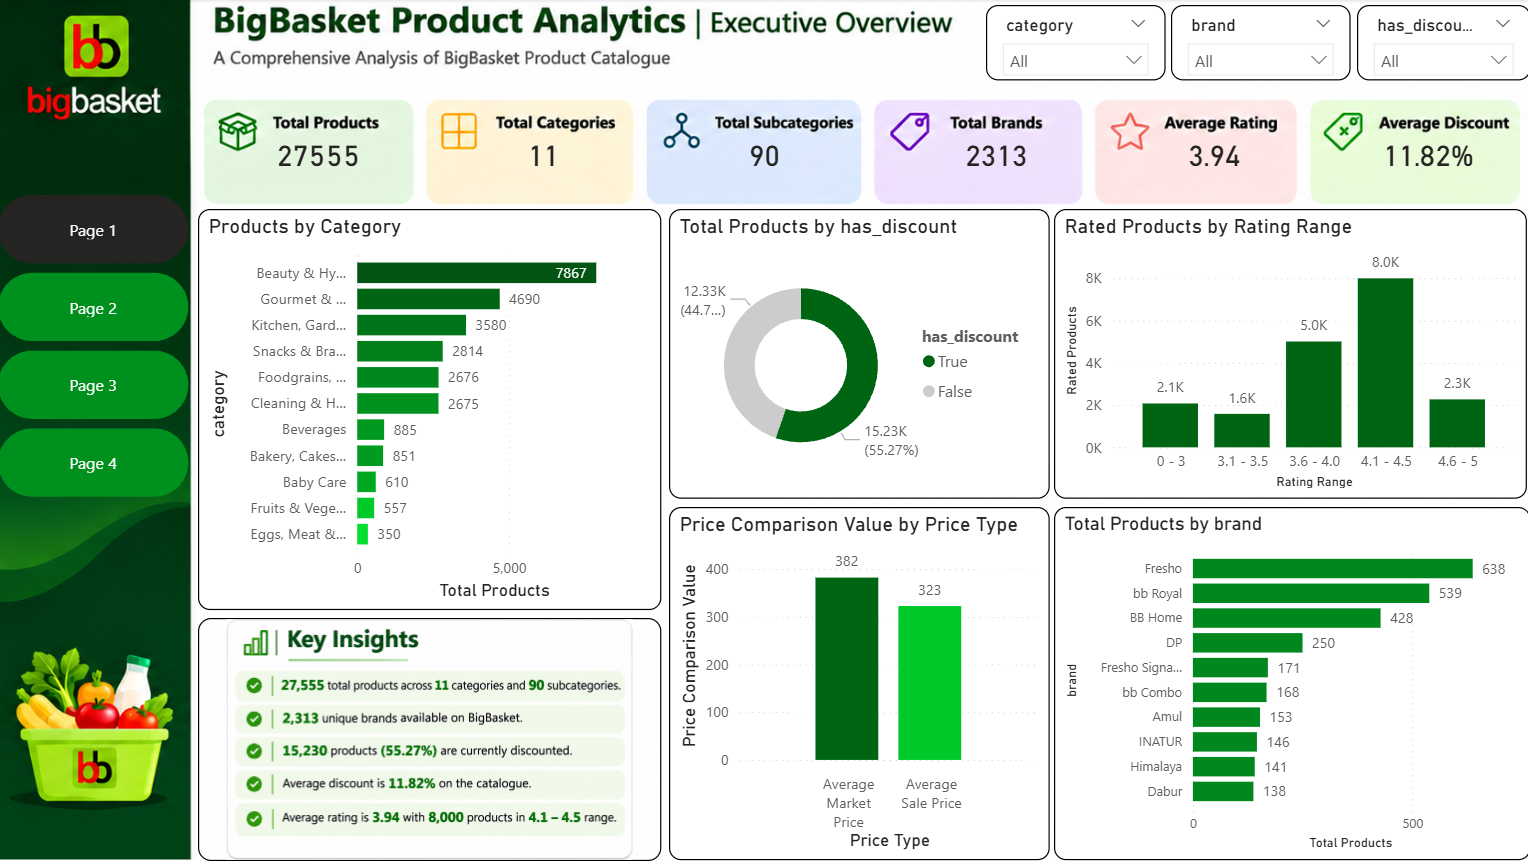 bb
bigbasket
Page 1
Page 2
Page 3
Page 4
bb
BigBasket Product Analytics | Executive Overview
A Comprehensive Analysis of BigBasket Product Catalogue
category
All
brand
All
has_discou...
All
Total Products
27555
Total Categories
11
Total Subcategories
90
Total Brands
2313
Average Rating
3.94
Average Discount
11.82%
Products by Category
category
Beauty & Hy... 7867
Gourmet & ... 4690
Kitchen, Gard... 3580
Snacks & Bra... 2814
Foodgrains, ... 2676
Cleaning & H... 2675
Beverages 885
Bakery, Cakes... 851
Baby Care 610
Fruits & Vege... 557
Eggs, Meat &... 350
0 5,000
Total Products
Total Products by has_discount
12.33K
(44.7...)
15.23K
(55.27%)
has_discount
True
False
Rated Products by Rating Range
Rated Products
8K
6K
4K
2K
0K
2.1K
1.6K
5.0K
8.0K
2.3K
0 - 3 3.1 - 3.5 3.6 - 4.0 4.1 - 4.5 4.6 - 5
Rating Range
Key Insights
27,555 total products across 11 categories and 90 subcategories.
2,313 unique brands available on BigBasket.
15,230 products (55.27%) are currently discounted.
Average discount is 11.82% on the catalogue.
Average rating is 3.94 with 8,000 products in 4.1 – 4.5 range.
Price Comparison Value by Price Type
Price Comparison Value
400
300
200
100
0
382
323
Average
Market
Price
Average
Sale Price
Price Type
Total Products by brand
brand
Fresho 638
bb Royal 539
BB Home 428
DP 250
Fresho Signa... 171
bb Combo 168
Amul 153
INATUR 146
Himalaya 141
Dabur 138
0 500
Total Products